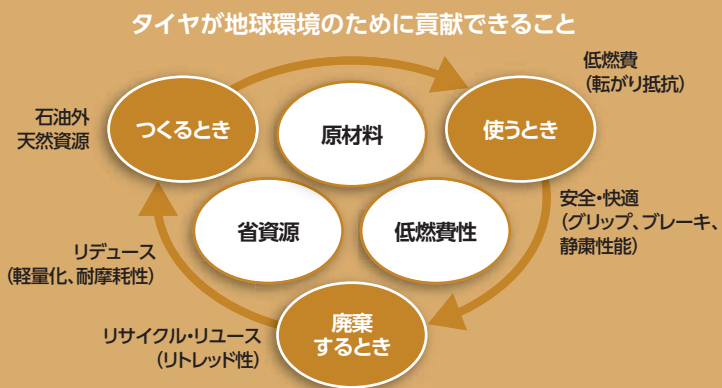 タイヤが地球環境のために貢献できること
低燃費
(転がり抵抗)
石油外
天然資源
つくるとき
原材料
使うとき
安全・快適
(グリップ、ブレーキ、
静粛性能)
省資源
低燃費性
リデュース
(軽量化、耐摩耗性)
廃棄
するとき
リサイクル・リユース
(リトレッド性)